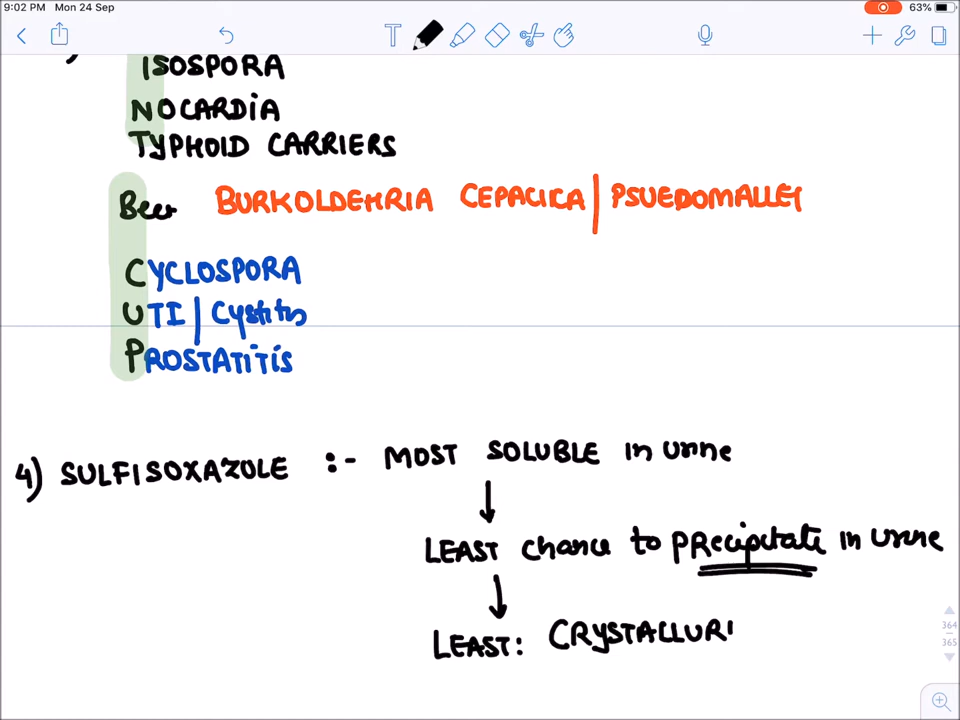 9:02 PM Mon 24 Sep 63%
T
ISOSPORA
NOCARDIA
TYPHOID CARRIERS
Beer BURKOLDEHRIA CEPACICA | PSUEDOMALLEI
CYCLOSPORA
UTI | Cystitis
PROSTATITIS
4) SULFISOXAZOLE :- MOST SOLUBLE in urine
LEAST chance to PRecipitate in urine
LEAST: CRYSTALLURI
364
365